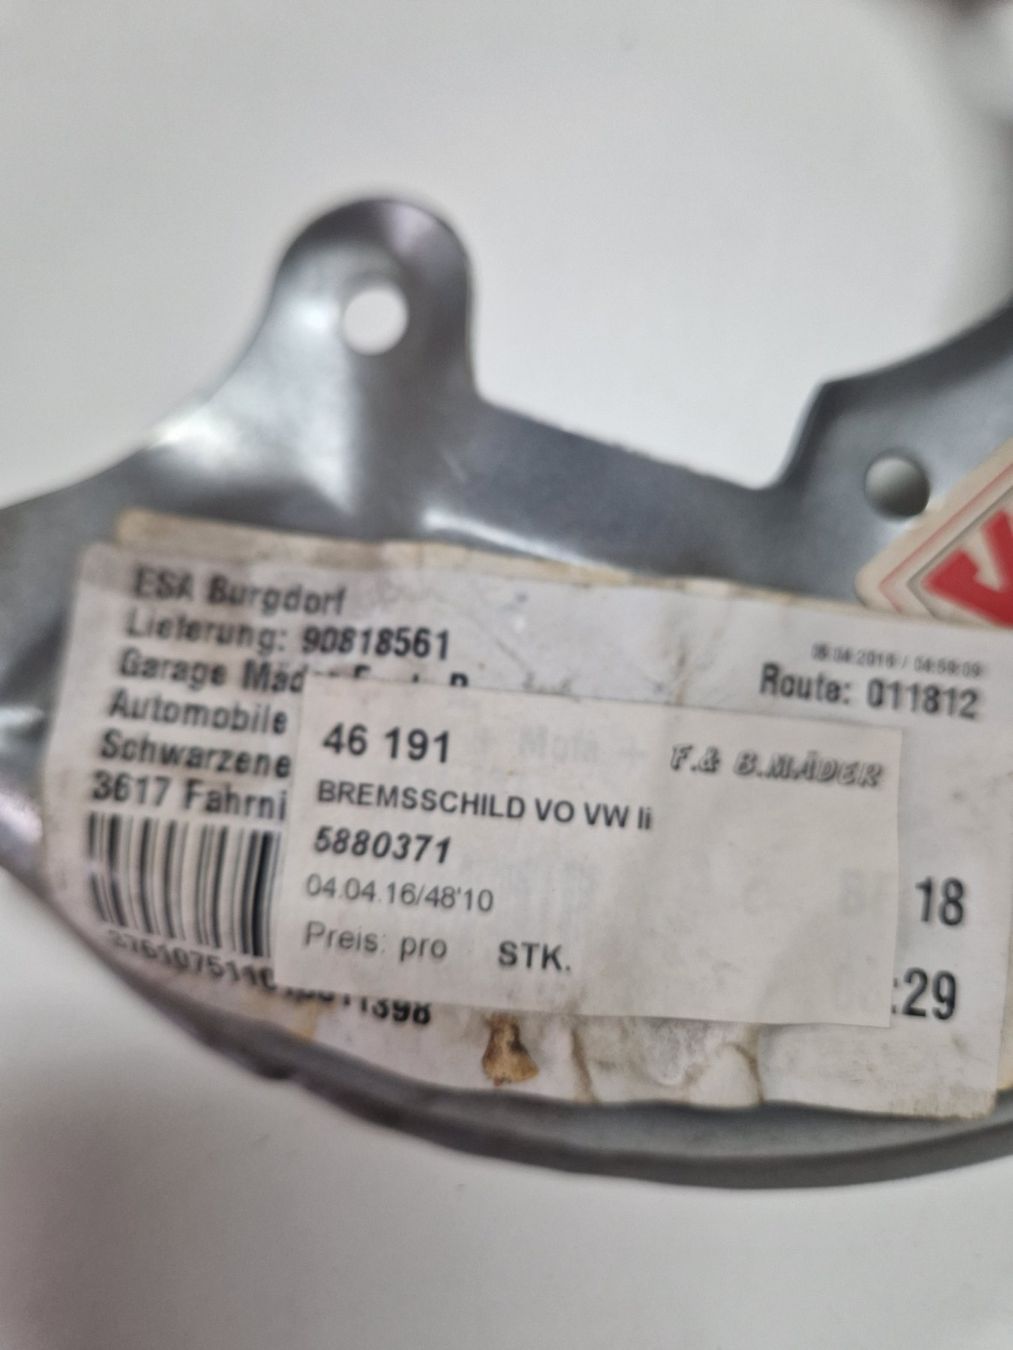 ESA Burgdorf
Lieferung: 90818561
Garage
Automobile
Schwarzene
3617 Fahrni
Route: 011812
46 191
F.& B.MÄDER
BREMSSCHILD VO VW li
5880371
04.04.16/48'10
Preis: pro STK.
18
:29